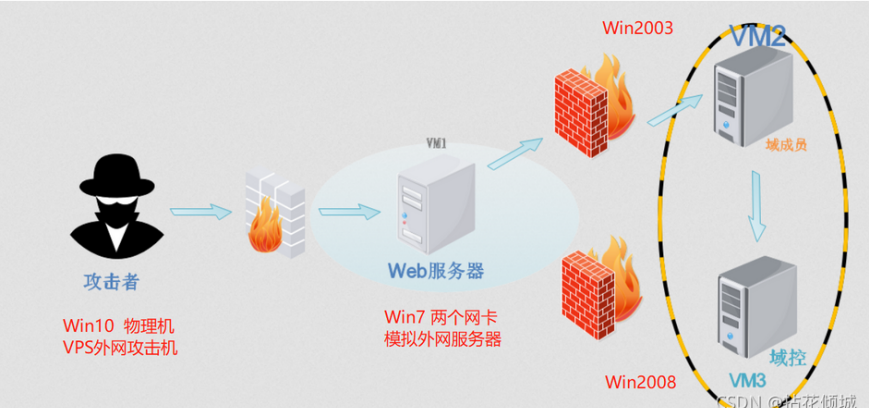 Win2003
VM2
VM1
域成员
攻击者
Web服务器
Win10 物理机
VPS外网攻击机
Win7 两个网卡
模拟外网服务器
域控
VM3
Win2008
CSDN @拈花倾城